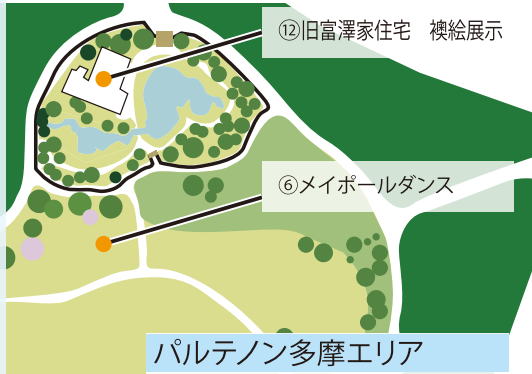 ⑫旧富澤家住宅　襖絵展示
⑥メイポールダンス
パルテノン多摩エリア